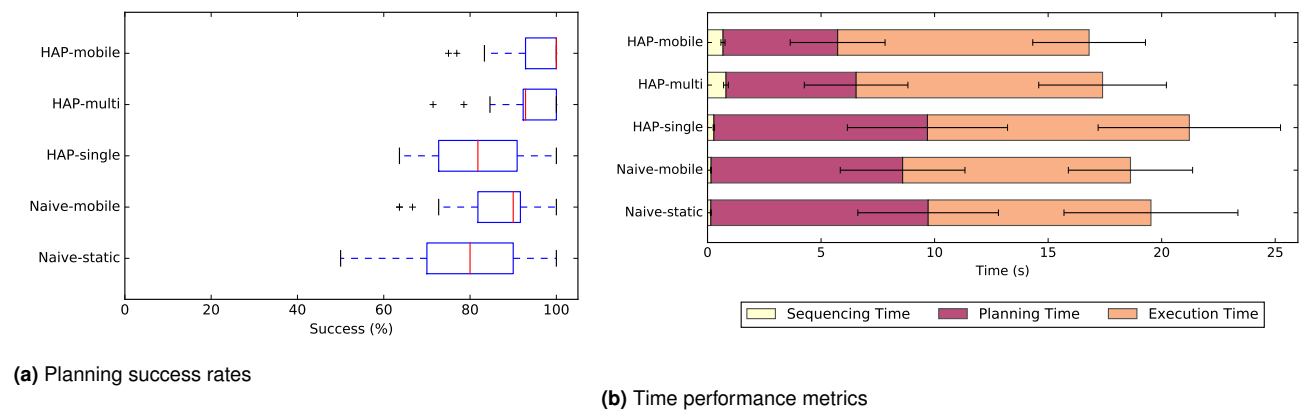 HAP-mobile
HAP-multi
HAP-single
Naive-mobile
Naive-static
0 20 40 60 80 100
Success (%)
(a) Planning success rates
HAP-mobile
HAP-multi
HAP-single
Naive-mobile
Naive-static
0 5 10 15 20 25
Time (s)
Sequencing Time Planning Time Execution Time
(b) Time performance metrics